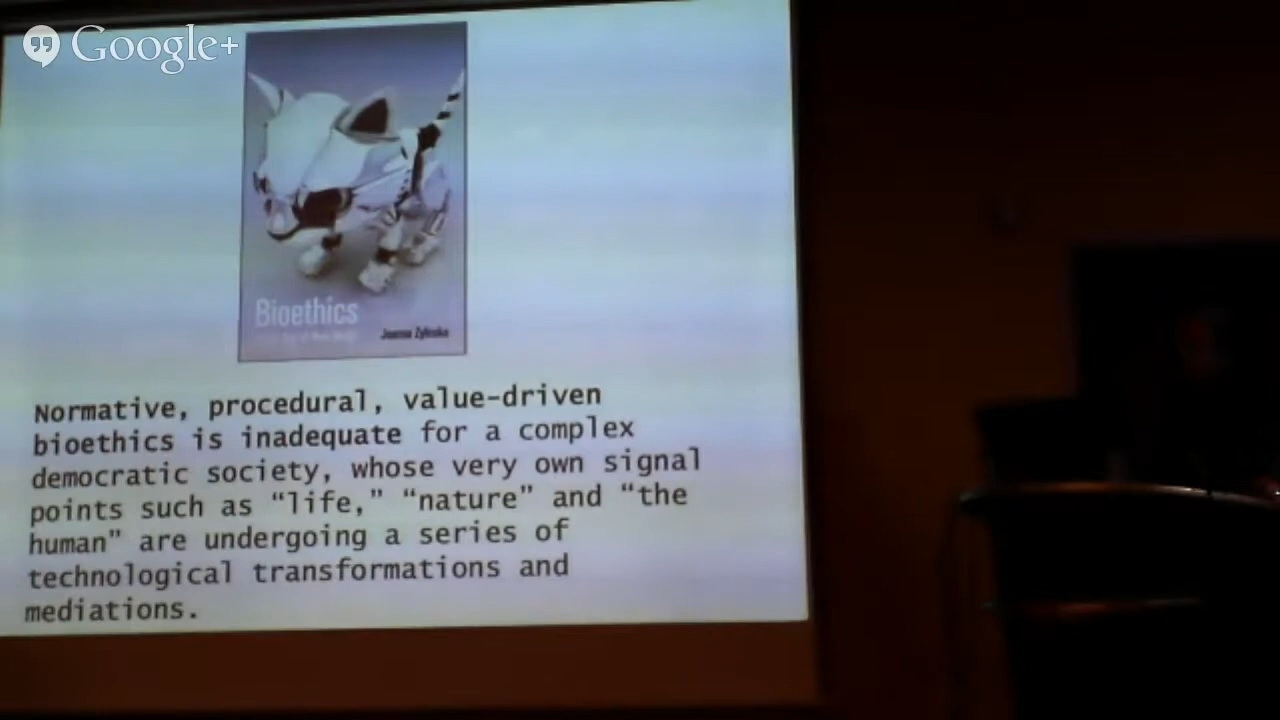 Google+
Bioethics
Joanna Zylinska
Normative, procedural, value-driven
bioethics is inadequate for a complex
democratic society, whose very own signal
points such as “life,” “nature” and “the
human” are undergoing a series of
technological transformations and
mediations.